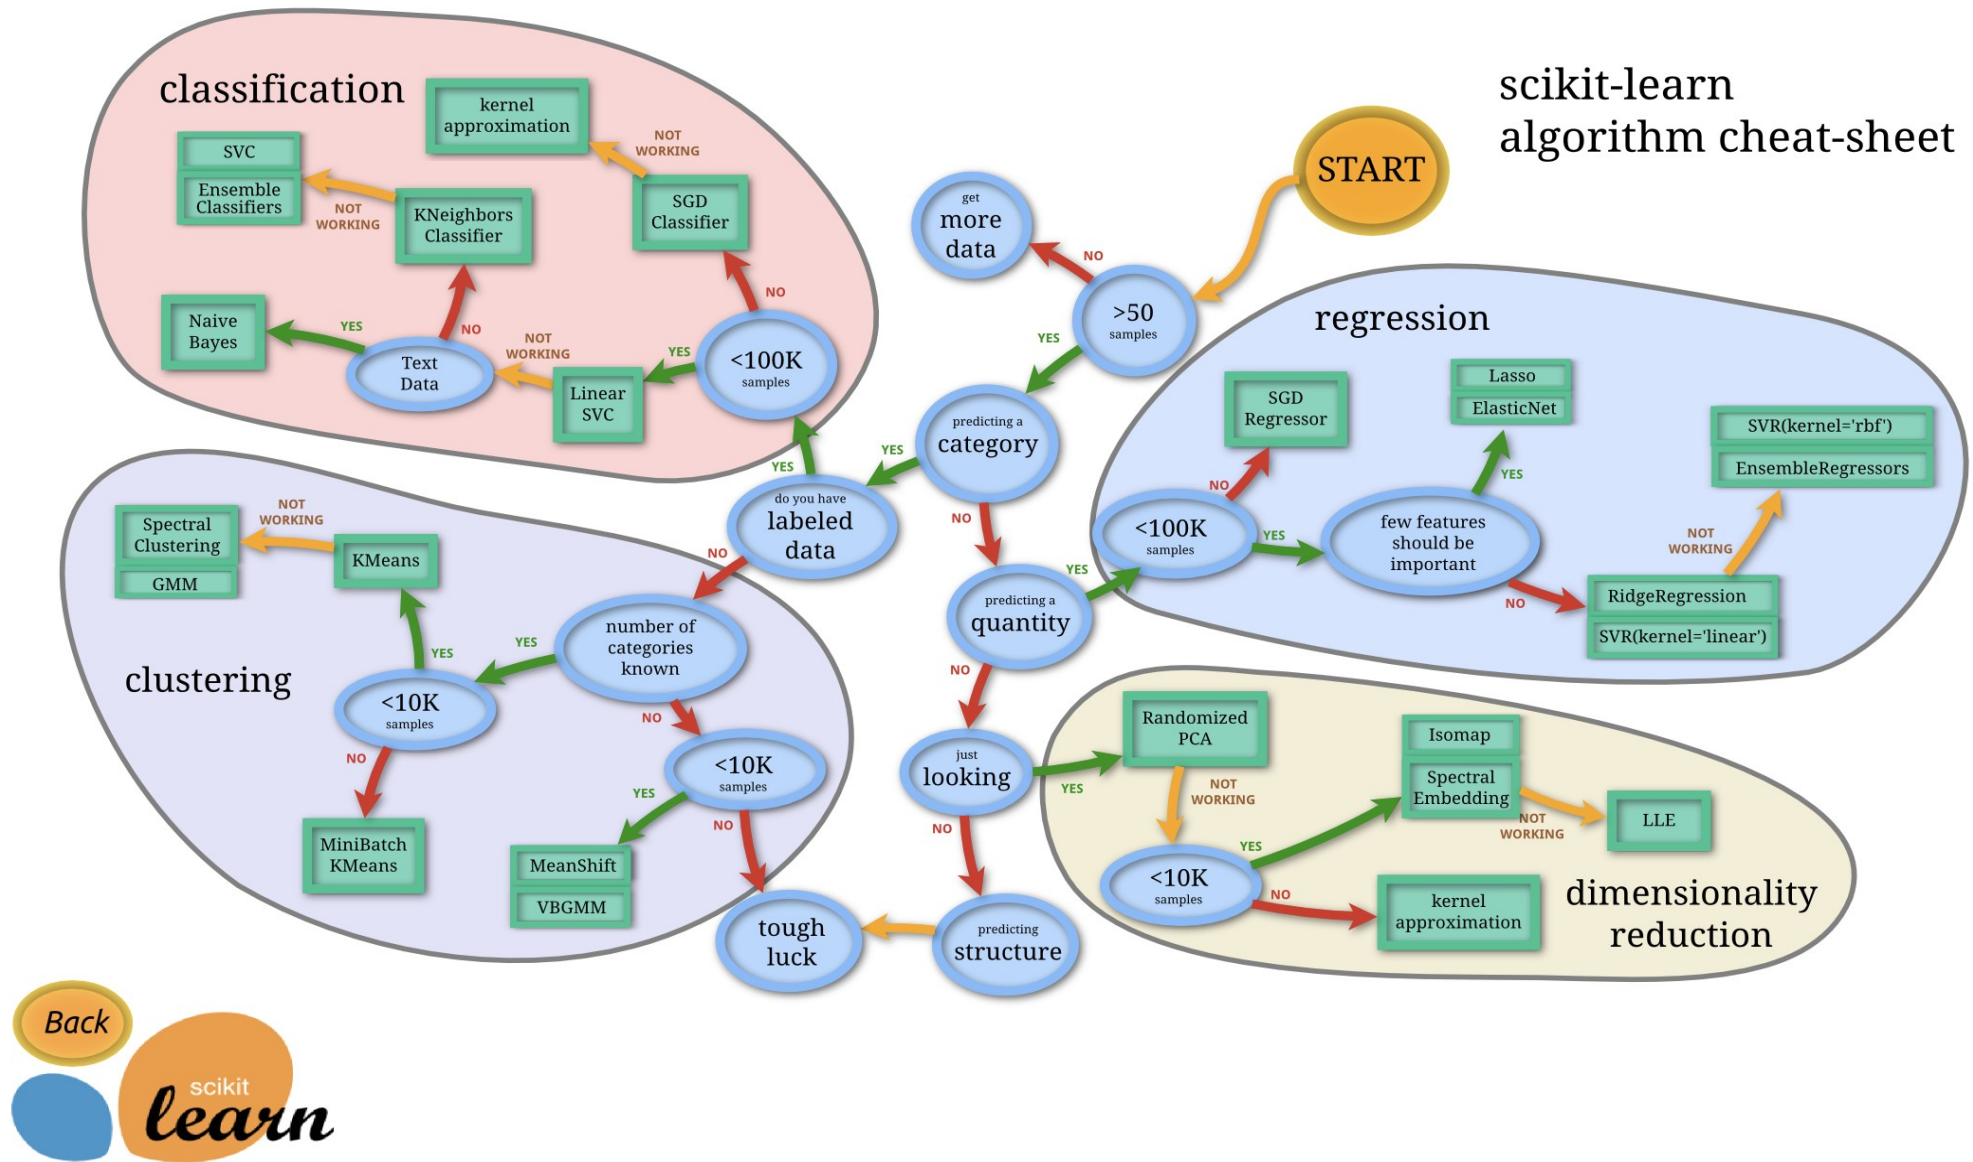 scikit-learn
algorithm cheat-sheet
START
classification
kernel
approximation
NOT
WORKING
SVC
Ensemble
Classifiers
NOT
WORKING
KNeighbors
Classifier
SGD
Classifier
NO
Naive
Bayes
YES
Text
Data
NO
NOT
WORKING
Linear
SVC
YES
<100K
samples
YES
get
more
data
NO
>50
samples
YES
predicting a
category
YES
NO
do you have
labeled
data
NO
predicting a
quantity
YES
NO
just
looking
YES
NO
predicting
structure
tough
luck
regression
SGD
Regressor
NO
<100K
samples
YES
few features
should be
important
YES
Lasso
ElasticNet
NO
RidgeRegression
SVR(kernel='linear')
NOT
WORKING
SVR(kernel='rbf')
EnsembleRegressors
clustering
Spectral
Clustering
GMM
NOT
WORKING
KMeans
YES
<10K
samples
NO
MiniBatch
KMeans
YES
number of
categories
known
NO
<10K
samples
YES
MeanShift
VBGMM
NO
dimensionality
reduction
Randomized
PCA
NOT
WORKING
<10K
samples
YES
Isomap
Spectral
Embedding
NOT
WORKING
LLE
NO
kernel
approximation
Back
scikit
learn